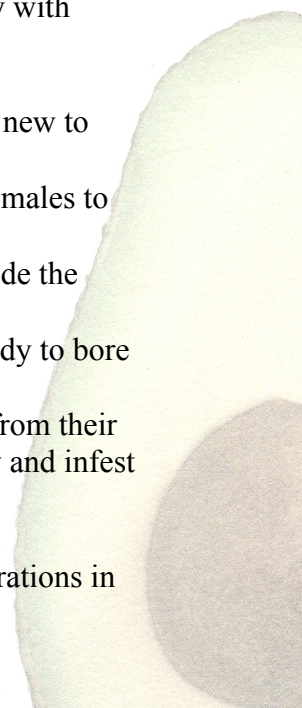 with
new to
males to
de the
dy to bore
from their
and infest
rations in